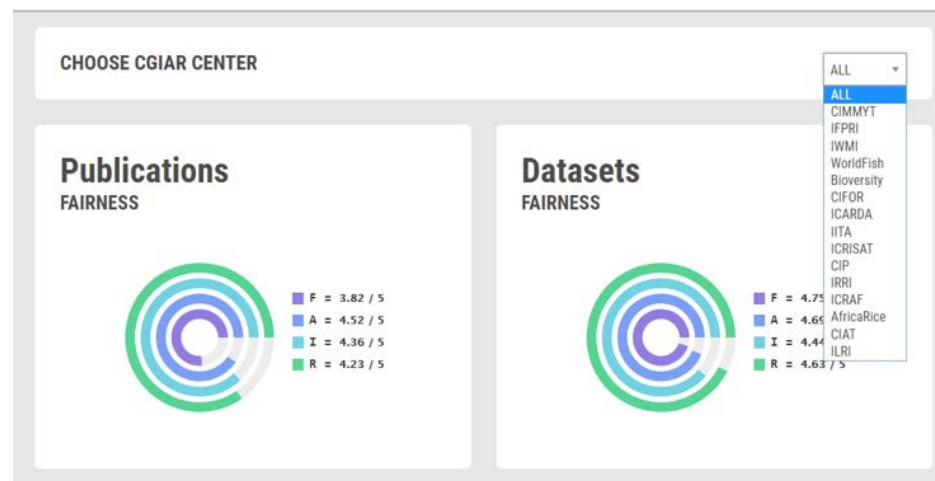 CHOOSE CGIAR CENTER
ALL
ALL
CIMMYT
IFPRI
IWMI
WorldFish
Bioversity
CIFOR
ICARDA
IITA
ICRISAT
CIP
IRRI
ICRAF
AfricaRice
CIAT
ILRI
Publications
FAIRNESS
F = 3.82 / 5
A = 4.52 / 5
I = 4.36 / 5
R = 4.23 / 5
Datasets
FAIRNESS
F = 4.75
A = 4.69
I = 4.44
R = 4.63 / 5